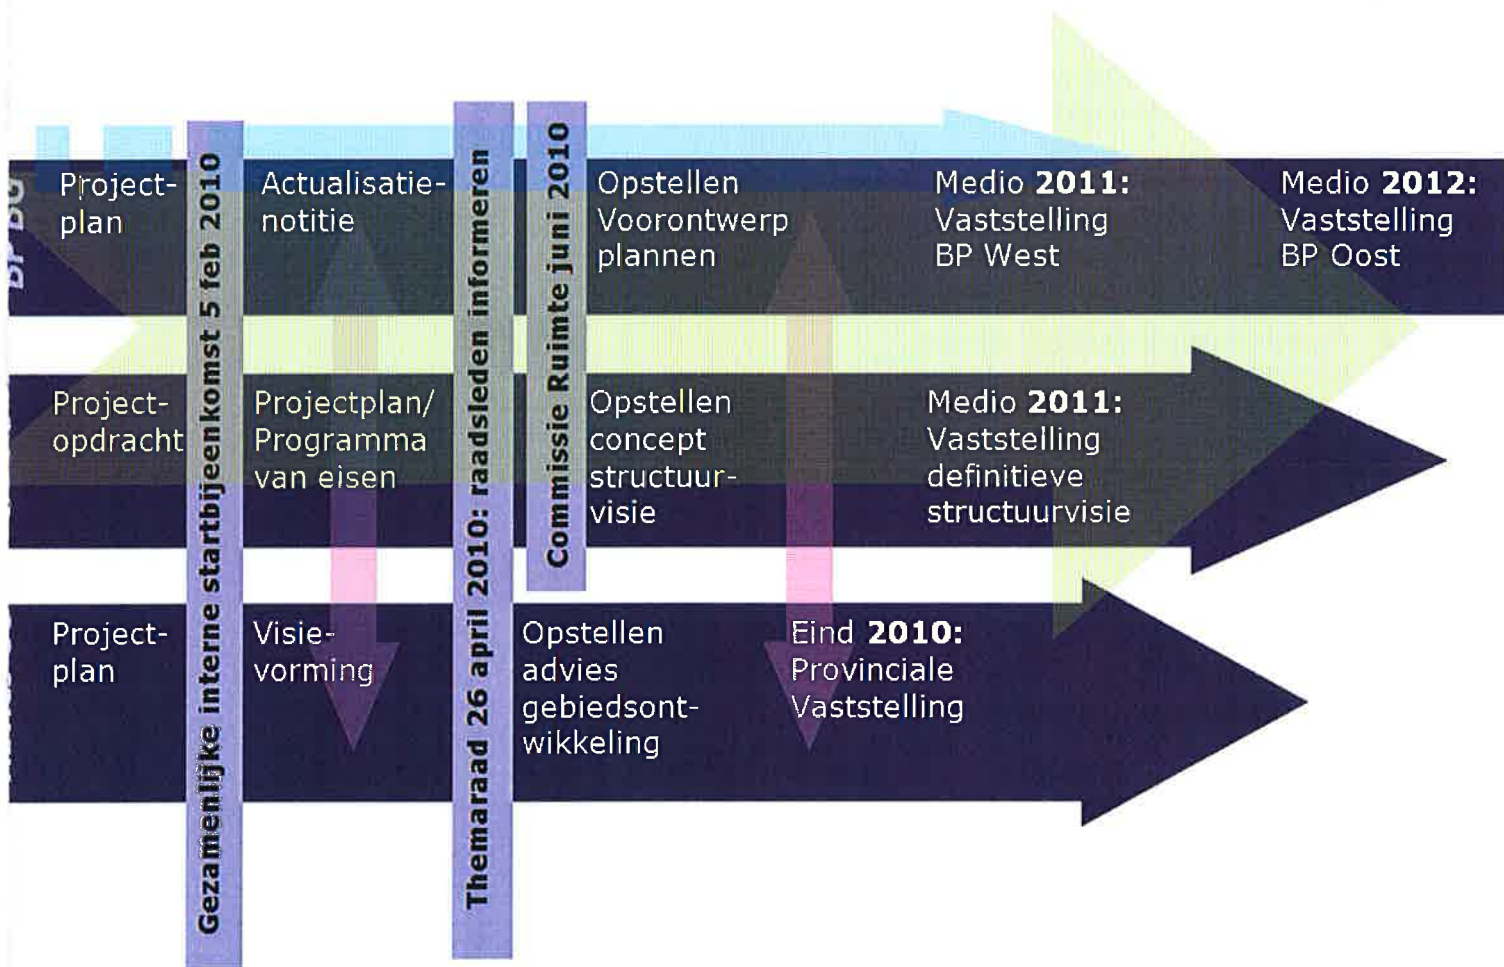 BP BG
Project-
plan
Gezamenlijke interne startbijeenkomst 5 feb 2010
Actualisatie-
notitie
Themaraad 26 april 2010: raadsleden informeren
Commissie Ruimte juni 2010
Opstellen
Voorontwerp
plannen
Medio 2011:
Vaststelling
BP West
Medio 2012:
Vaststelling
BP Oost
Project-
opdracht
Projectplan/
Programma
van eisen
Opstellen
concept
structuur-
visie
Medio 2011:
Vaststelling
definitieve
structuurvisie
Project-
plan
Visie-
vorming
Opstellen
advies
gebiedsont-
wikkeling
Eind 2010:
Provinciale
Vaststelling